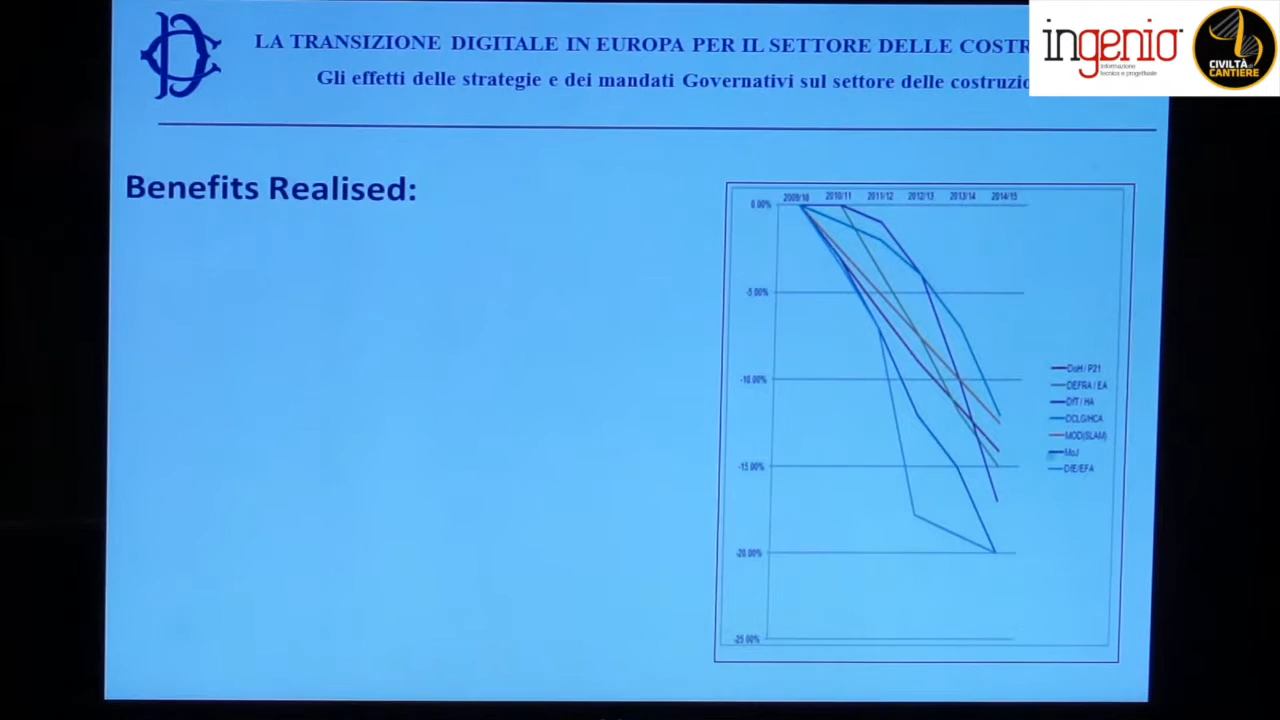 LA TRANSIZIONE DIGITALE IN EUROPA PER IL SETTORE DELLE COSTR
Gli effetti delle strategie e dei mandati Governativi sul settore delle costruzio
ingenio
informazione
tecnica e progettuale
CIVILTÀ DI
CANTIERE
Benefits Realised:
2009/10 2010/11 2011/12 2012/13 2013/14 2014/15
0.00%
-5.00%
-10.00%
-15.00%
-20.00%
-25.00%
DoH / P21
DEFRA / EA
DfT / HA
DCLG/HCA
MOD(SLAM)
MoJ
DfE/EFA